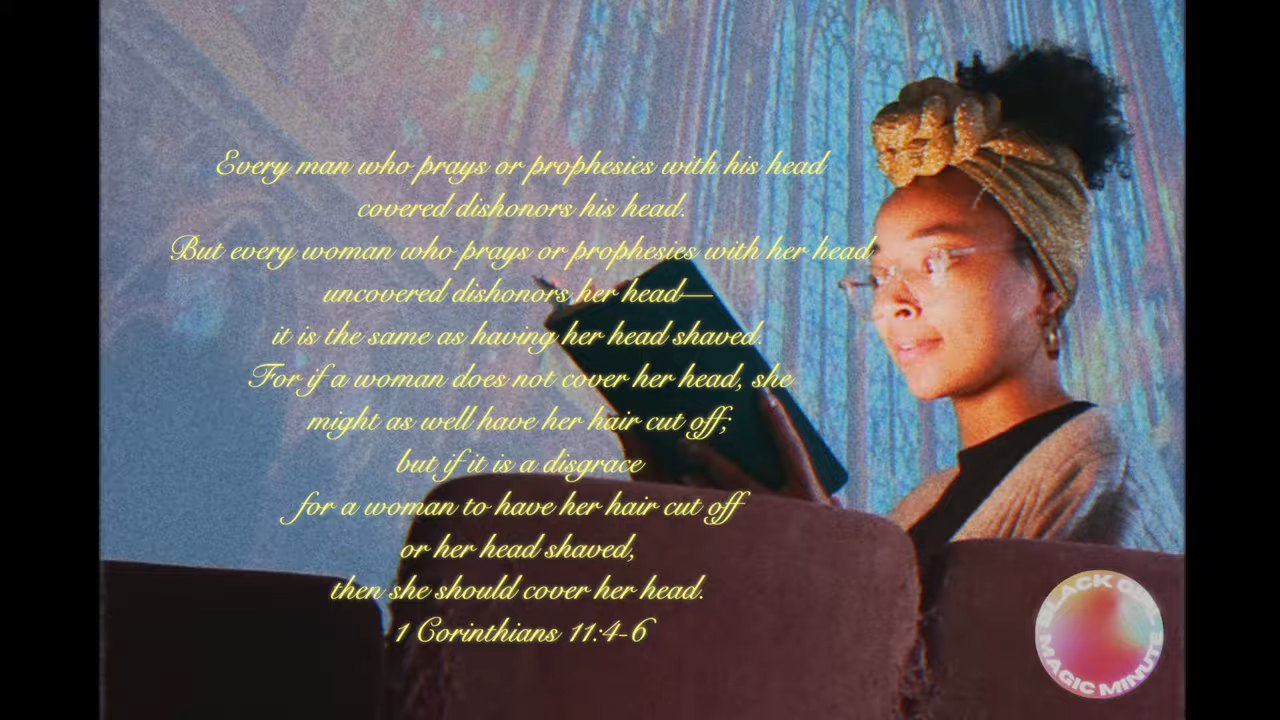 Every man who prays or prophesies with his head
covered dishonors his head.
But every woman who prays or prophesies with her head
uncovered dishonors her head—
it is the same as having her head shaved.
For if a woman does not cover her head, she
might as well have her hair cut off;
but if it is a disgrace
for a woman to have her hair cut off
or her head shaved,
then she should cover her head.
1 Corinthians 11:4-6
BLACK GIRL
MAGIC MINUTE